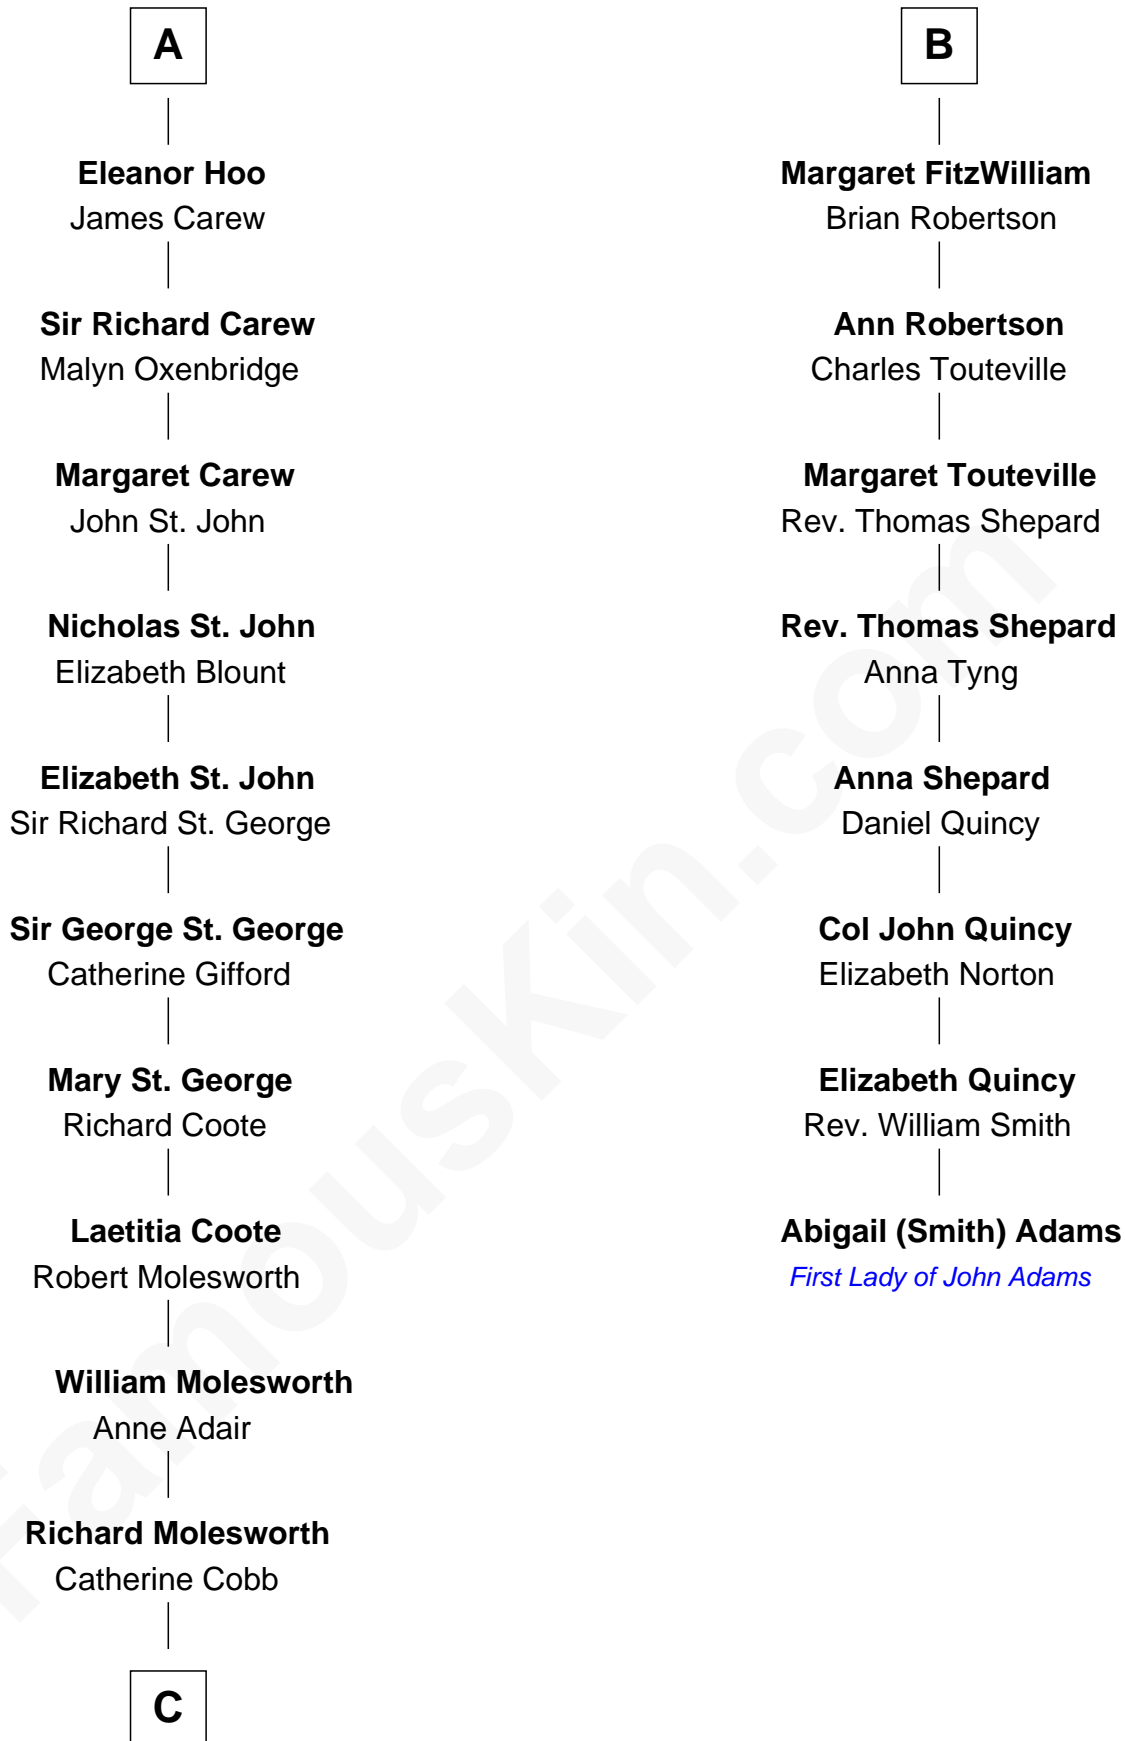 A
Eleanor Hoo
James Carew
Sir Richard Carew
Malyn Oxenbridge
Margaret Carew
John St. John
Nicholas St. John
Elizabeth Blount
Elizabeth St. John
Sir Richard St. George
Sir George St. George
Catherine Gifford
Mary St. George
Richard Coote
Laetitia Coote
Robert Molesworth
William Molesworth
Anne Adair
Richard Molesworth
Catherine Cobb
C
B
Margaret FitzWilliam
Brian Robertson
Ann Robertson
Charles Touteville
Margaret Touteville
Rev. Thomas Shepard
Rev. Thomas Shepard
Anna Tyng
Anna Shepard
Daniel Quincy
Col John Quincy
Elizabeth Norton
Elizabeth Quincy
Rev. William Smith
Abigail (Smith) Adams
First Lady of John Adams
FamousKin.com